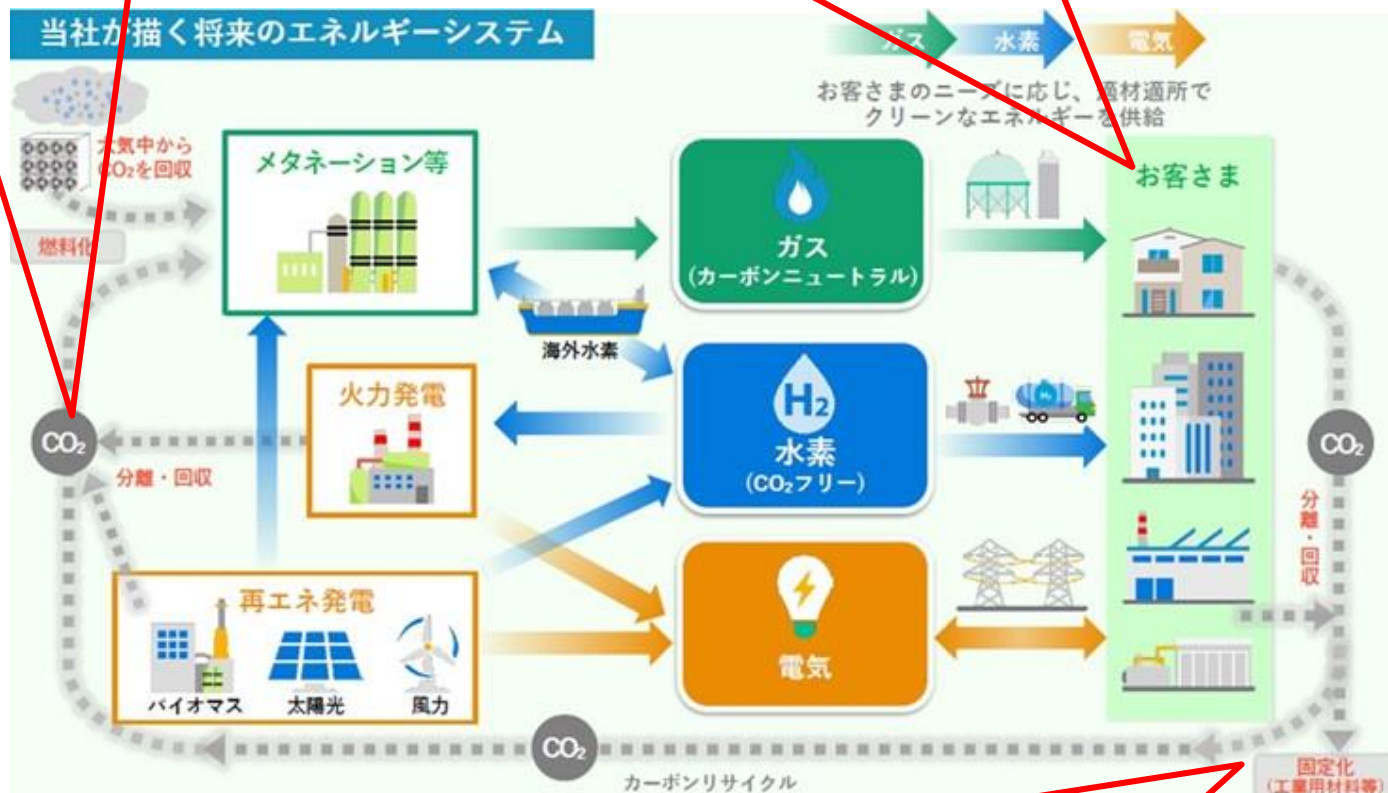 当社が描く将来のエネルギーシステム
ガス
水素
電気
お客さまのニーズに応じ、適材適所で
クリーンなエネルギーを供給
大気中から
CO₂を回収
燃料化
メタネーション等
ガス
(カーボンニュートラル)
お客さま
海外水素
火力発電
H₂
水素
(CO₂フリー)
CO₂
分離・回収
CO₂
分離・回収
再エネ発電
バイオマス
太陽光
風力
電気
CO₂
カーボンリサイクル
固定化
(工業用材料等)